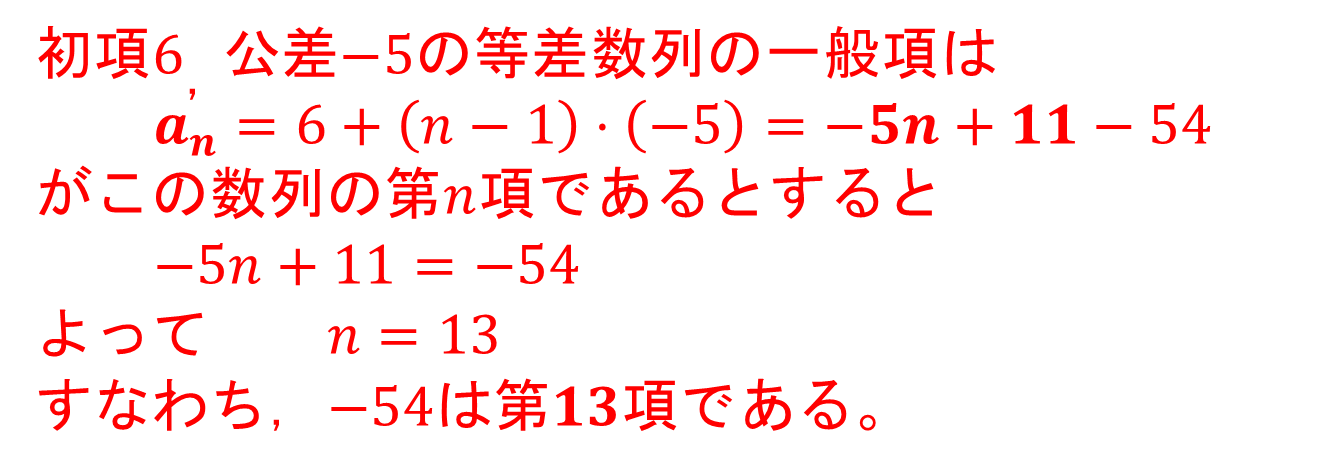 初項6,公差−5の等差数列の一般項は
aₙ = 6 + (n − 1)·(−5) = −5n + 11 − 54
がこの数列の第n項であるとすると
−5n + 11 = −54
よって n = 13
すなわち,−54は第13項である。